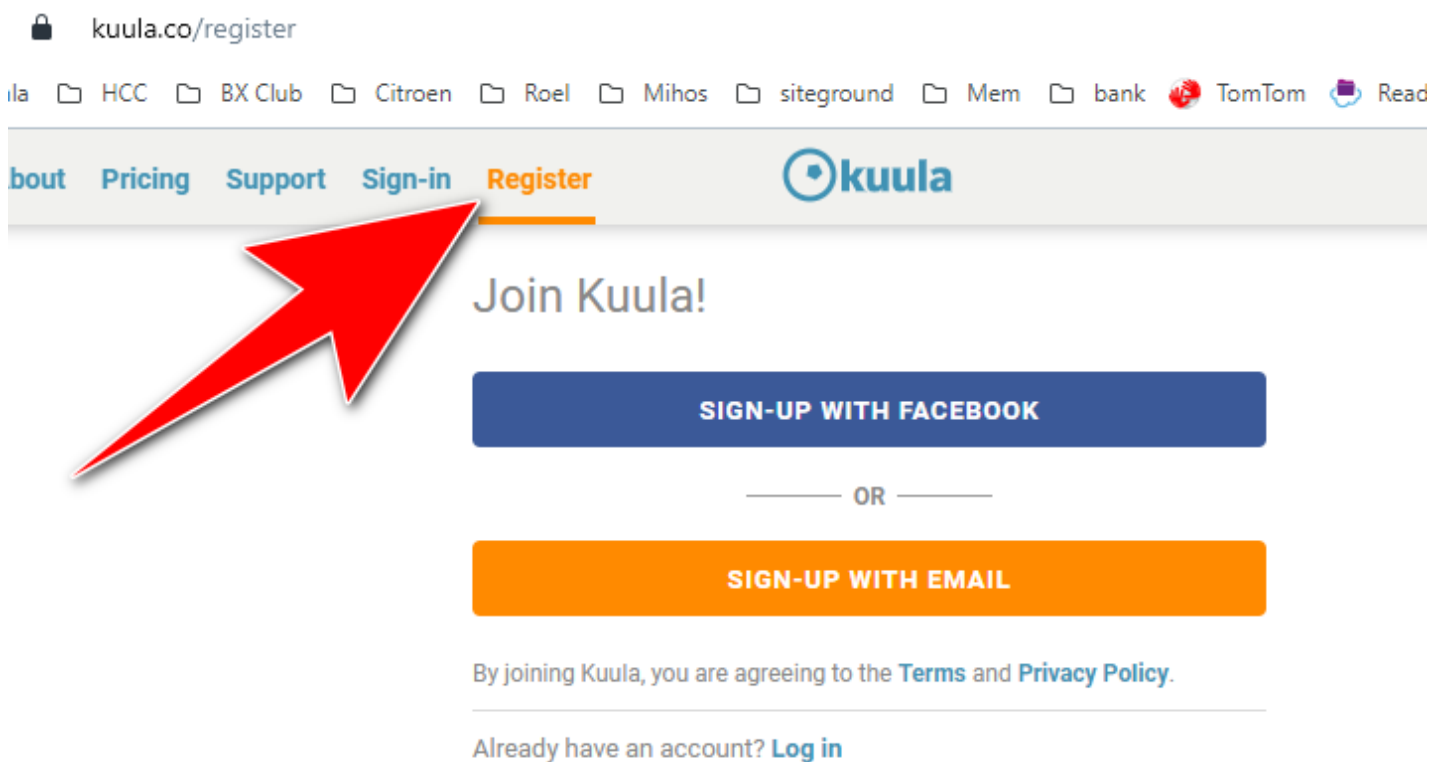 kuula.co/register
la HCC BX Club Citroen Roel Mihos siteground Mem bank TomTom Read
bout Pricing Support Sign-in Register kuula
Join Kuula!
SIGN-UP WITH FACEBOOK
OR
SIGN-UP WITH EMAIL
By joining Kuula, you are agreeing to the Terms and Privacy Policy.
Already have an account? Log in